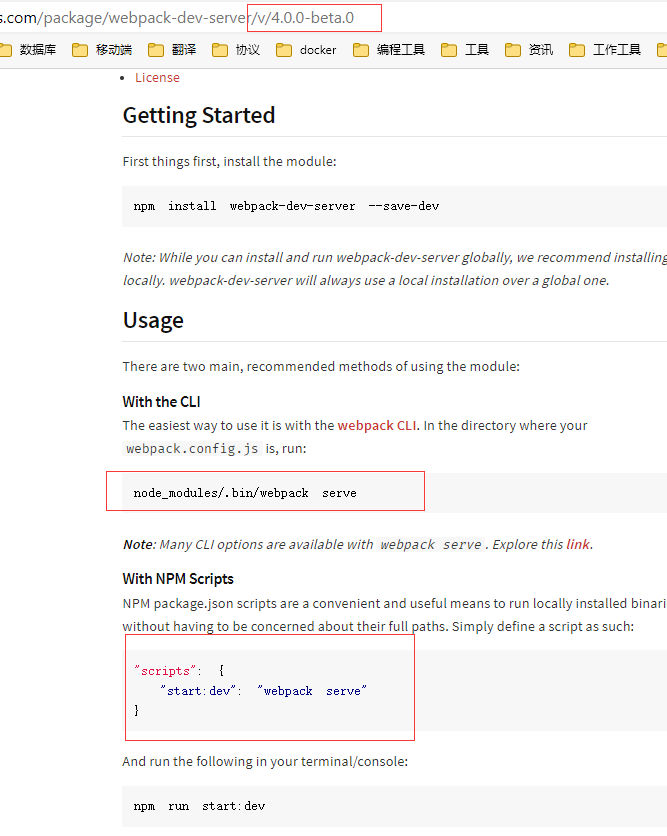 s.com/package/webpack-dev-server/v/4.0.0-beta.0
数据库 移动端 翻译 协议 docker 编程工具 工具 资讯 工作工具
License
Getting Started
First things first, install the module:
npm install webpack-dev-server --save-dev
Note: While you can install and run webpack-dev-server globally, we recommend installing
locally. webpack-dev-server will always use a local installation over a global one.
Usage
There are two main, recommended methods of using the module:
With the CLI
The easiest way to use it is with the webpack CLI. In the directory where your
webpack.config.js is, run:
node_modules/.bin/webpack serve
Note: Many CLI options are available with webpack serve. Explore this link.
With NPM Scripts
NPM package.json scripts are a convenient and useful means to run locally installed binari
without having to be concerned about their full paths. Simply define a script as such:
"scripts": {
"start:dev": "webpack serve"
}
And run the following in your terminal/console:
npm run start:dev